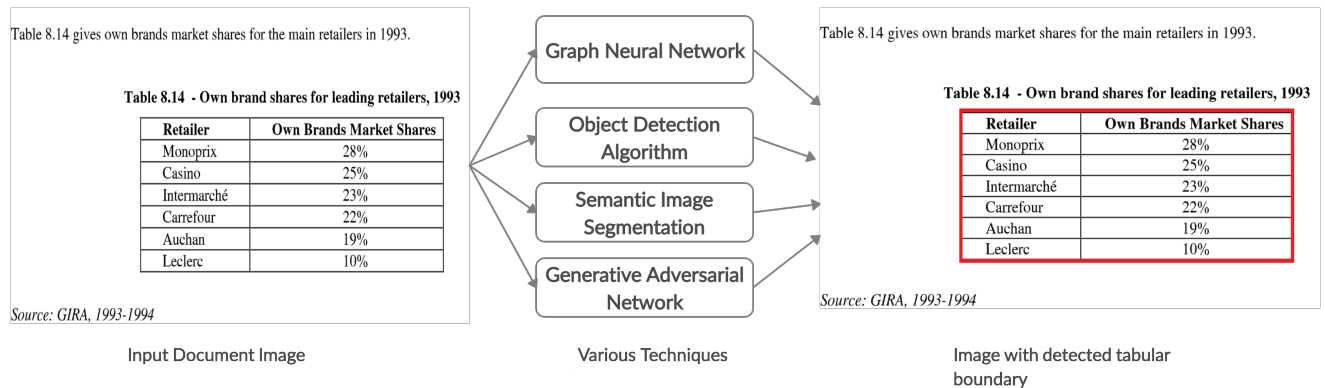 Table 8.14 gives own brands market shares for the main retailers in 1993.
Table 8.14 - Own brand shares for leading retailers, 1993
Retailer Own Brands Market Shares
Monoprix 28%
Casino 25%
Intermarché 23%
Carrefour 22%
Auchan 19%
Leclerc 10%
Source: GIRA, 1993-1994
Input Document Image
Graph Neural Network
Object Detection
Algorithm
Semantic Image
Segmentation
Generative Adversarial
Network
Various Techniques
Table 8.14 gives own brands market shares for the main retailers in 1993.
Table 8.14 - Own brand shares for leading retailers, 1993
Retailer Own Brands Market Shares
Monoprix 28%
Casino 25%
Intermarché 23%
Carrefour 22%
Auchan 19%
Leclerc 10%
Source: GIRA, 1993-1994
Image with detected tabular
boundary